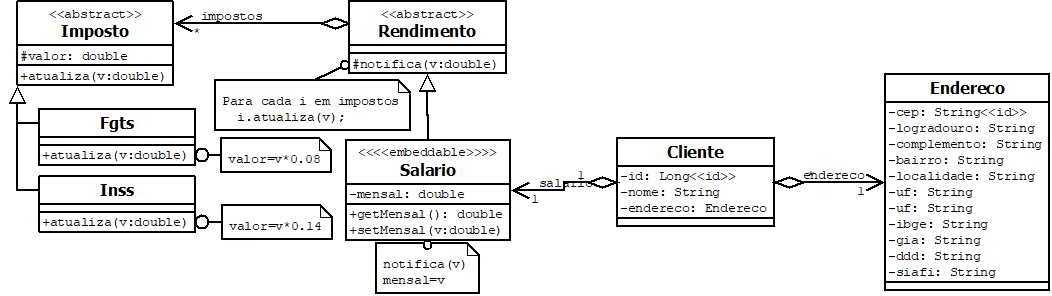 <<abstract>>
Imposto
#valor: double
+atualiza(v:double)
impostos
*
<<abstract>>
Rendimento
#notifica(v:double)
Para cada i em impostos
i.atualiza(v);
Fgts
+atualiza(v:double)
valor=v*0.08
Inss
+atualiza(v:double)
valor=v*0.14
<<<<embeddable>>>>
Salario
-mensal: double
+getMensal(): double
+setMensal(v:double)
notifica(v)
mensal=v
1
salario
1
Cliente
-id: Long<<id>>
-nome: String
-endereco: Endereco
*
endereco
1
Endereco
-cep: String<<id>>
-logradouro: String
-complemento: String
-bairro: String
-localidade: String
-uf: String
-uf: String
-ibge: String
-gia: String
-ddd: String
-siafi: String